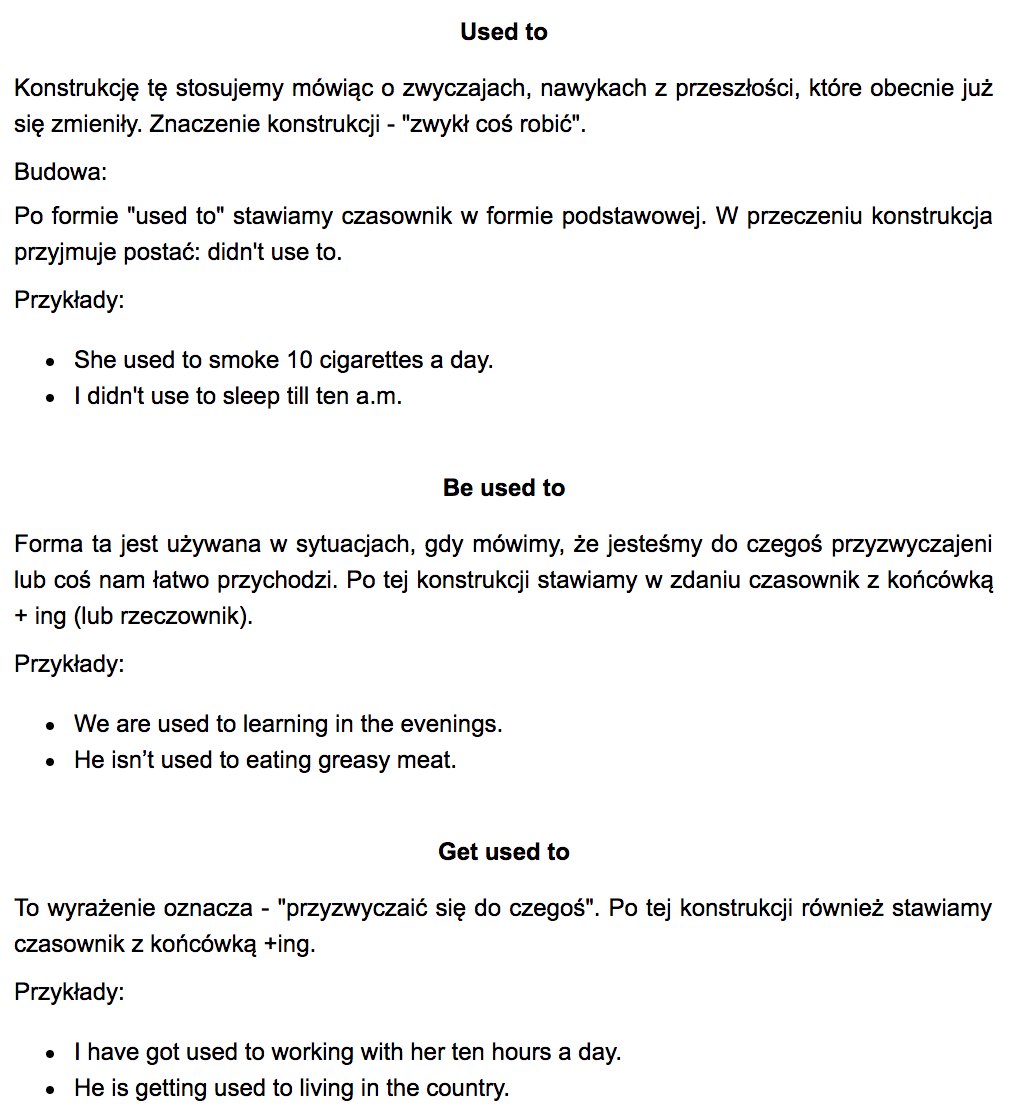 Used to
Konstrukcję tę stosujemy mówiąc o zwyczajach, nawykach z przeszłości, które obecnie już
się zmieniły. Znaczenie konstrukcji - "zwykł coś robić".
Budowa:
Po formie "used to" stawiamy czasownik w formie podstawowej. W przeczeniu konstrukcja
przyjmuje postać: didn't use to.
Przykłady:
• She used to smoke 10 cigarettes a day.
• I didn't use to sleep till ten a.m.
Be used to
Forma ta jest używana w sytuacjach, gdy mówimy, że jesteśmy do czegoś przyzwyczajeni
lub coś nam łatwo przychodzi. Po tej konstrukcji stawiamy w zdaniu czasownik z końcówką
+ ing (lub rzeczownik).
Przykłady:
• We are used to learning in the evenings.
• He isn’t used to eating greasy meat.
Get used to
To wyrażenie oznacza - "przyzwyczaić się do czegoś". Po tej konstrukcji również stawiamy
czasownik z końcówką +ing.
Przykłady:
• I have got used to working with her ten hours a day.
• He is getting used to living in the country.